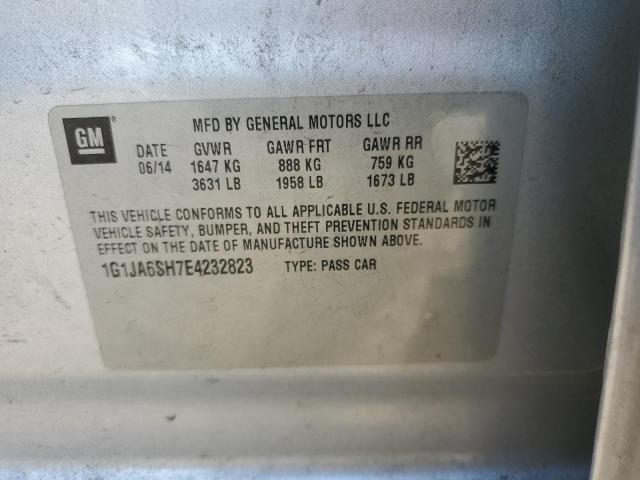 GM®
MFD BY GENERAL MOTORS LLC
DATE GVWR GAWR FRT GAWR RR
06/14 1647 KG 888 KG 759 KG
3631 LB 1958 LB 1673 LB
THIS VEHICLE CONFORMS TO ALL APPLICABLE U.S. FEDERAL MOTOR
VEHICLE SAFETY, BUMPER, AND THEFT PREVENTION STANDARDS IN
EFFECT ON THE DATE OF MANUFACTURE SHOWN ABOVE.
1G1JA6SH7E4232823 TYPE: PASS CAR